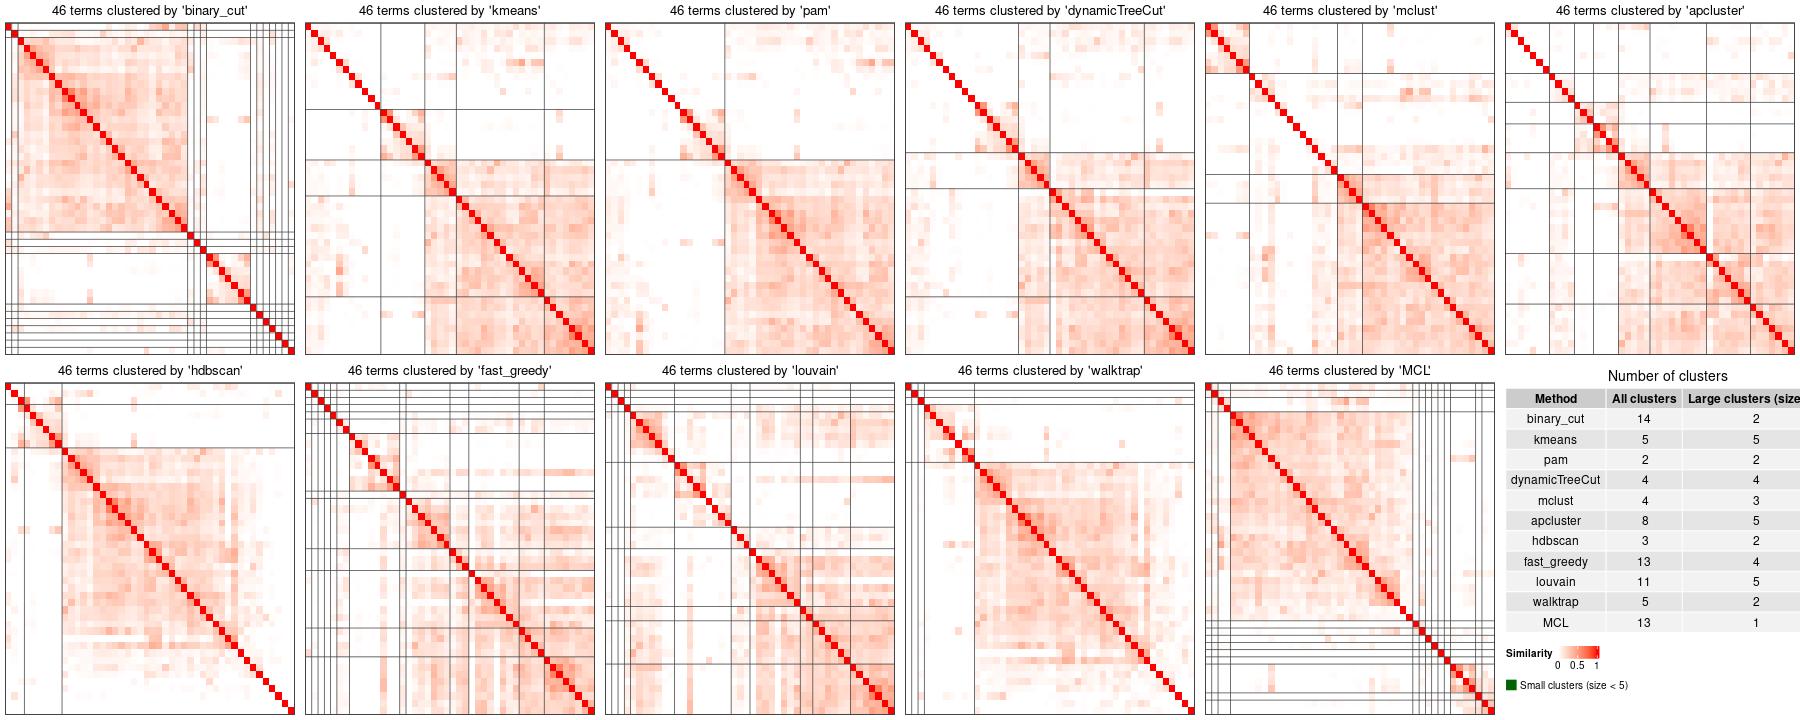 46 terms clustered by 'binary_cut'
46 terms clustered by 'kmeans'
46 terms clustered by 'pam'
46 terms clustered by 'dynamicTreeCut'
46 terms clustered by 'mclust'
46 terms clustered by 'apcluster'
46 terms clustered by 'hdbscan'
46 terms clustered by 'fast_greedy'
46 terms clustered by 'louvain'
46 terms clustered by 'walktrap'
46 terms clustered by 'MCL'
Number of clusters
Method All clusters Large clusters (size
binary_cut 14 2
kmeans 5 5
pam 2 2
dynamicTreeCut 4 4
mclust 4 3
apcluster 8 5
hdbscan 3 2
fast_greedy 13 4
louvain 11 5
walktrap 5 2
MCL 13 1
Similarity
0 0.5 1
Small clusters (size < 5)